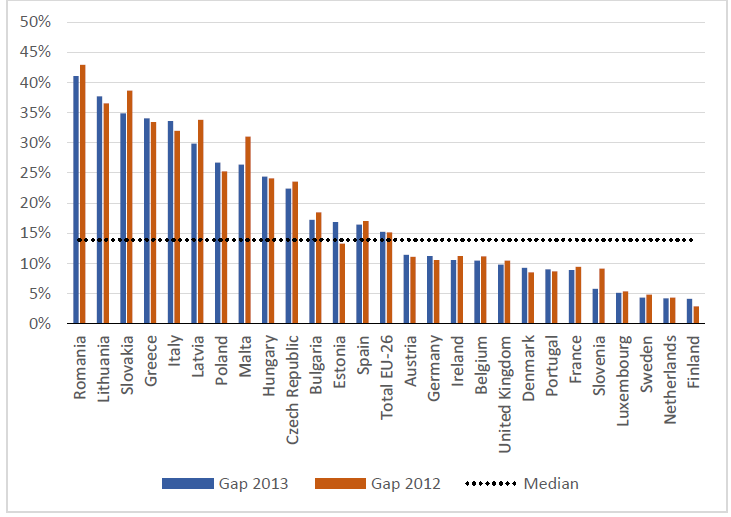 50%
45%
40%
35%
30%
25%
20%
15%
10%
5%
0%
Romania
Lithuania
Slovakia
Greece
Italy
Latvia
Poland
Malta
Hungary
Czech Republic
Bulgaria
Estonia
Spain
Total EU-26
Austria
Germany
Ireland
Belgium
United Kingdom
Denmark
Portugal
France
Slovenia
Luxembourg
Sweden
Netherlands
Finland
Gap 2013 Gap 2012 Median